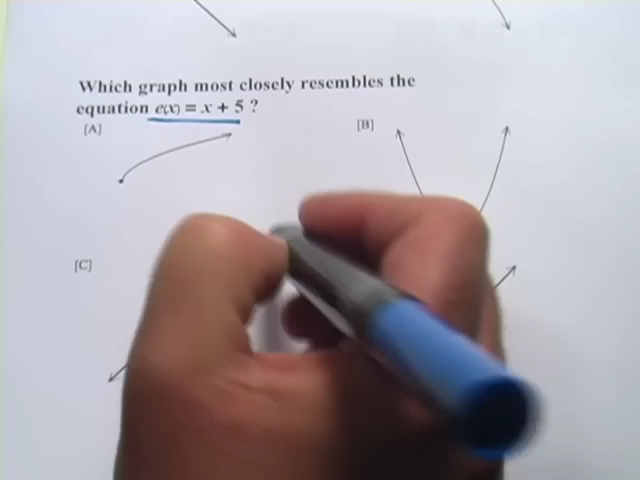 Which graph most closely resembles the
equation e(x) = x + 5 ?
[A]
[B]
[C]